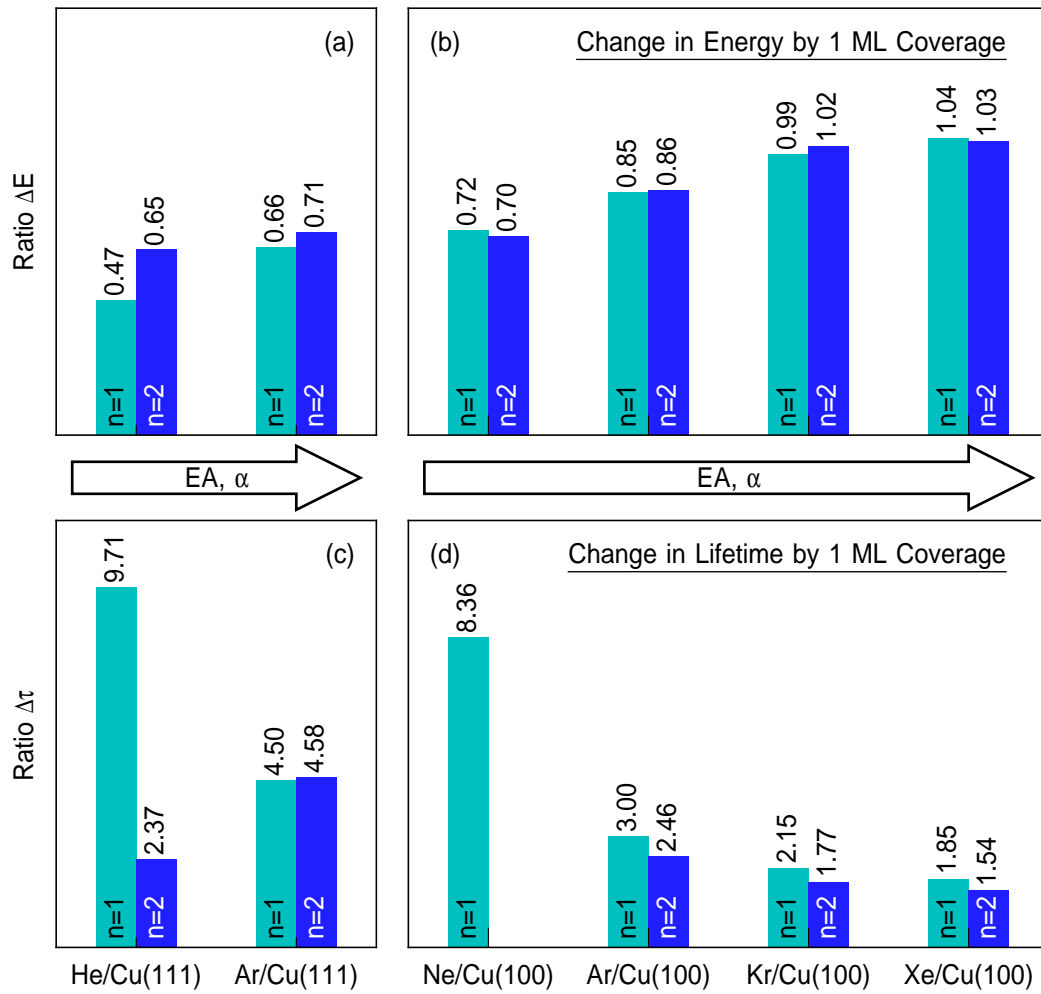 (a)
(b)
Change in Energy by 1 ML Coverage
Ratio ΔE
0.47
0.65
0.66
0.71
0.72
0.70
0.85
0.86
0.99
1.02
1.04
1.03
n=1
n=2
n=1
n=2
n=1
n=2
n=1
n=2
n=1
n=2
n=1
n=2
EA, α
EA, α
(c)
(d)
Change in Lifetime by 1 ML Coverage
Ratio Δτ
9.71
2.37
4.50
4.58
8.36
3.00
2.46
2.15
1.77
1.85
1.54
n=1
n=2
n=1
n=2
n=1
n=1
n=2
n=1
n=2
n=1
n=2
He/Cu(111)
Ar/Cu(111)
Ne/Cu(100)
Ar/Cu(100)
Kr/Cu(100)
Xe/Cu(100)